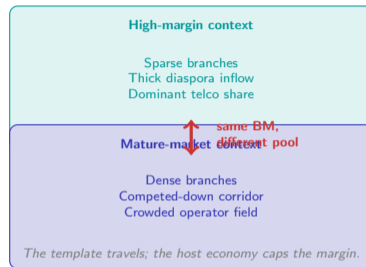 High-margin context
Sparse branches
Thick diaspora inflow
Dominant telco share
same BM,
different pool
Mature-market context
Dense branches
Competed-down corridor
Crowded operator field
The template travels; the host economy caps the margin.